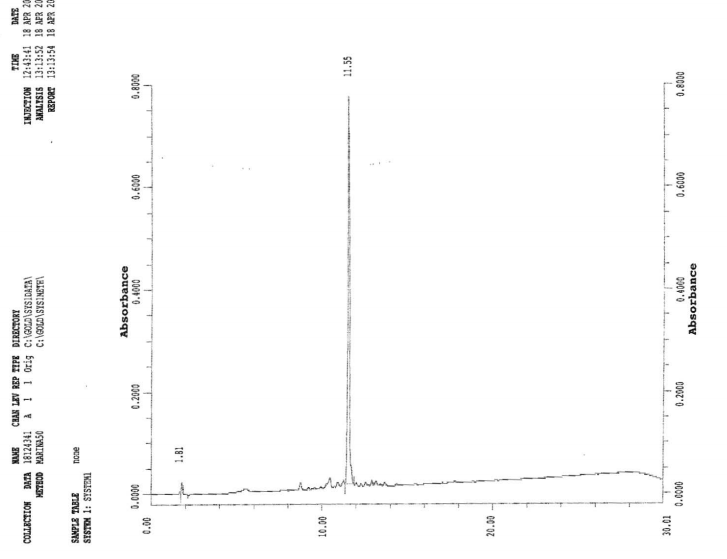 TIME DATE
COLLECTION DATA NAME CHAN LEV REP TYPE DIRECTORY INJECTION 12:43:41 18 APR 20
18124341 A 1 1 Orig C:\GOLD\SYS1DATA\ ANALYSIS 13:13:52 18 APR 20
METHOD MARINA50 C:\GOLD\SYS1METH\ REPORT 13:13:54 18 APR 20
SAMPLE TABLE none
SYSTEM 1: SYSTEM1
Absorbance
0.0000 0.2000 0.4000 0.6000 0.8000
0.00
1.81
10.00
11.55
20.00
30.01
0.0000 0.2000 0.4000 0.6000 0.8000
Absorbance